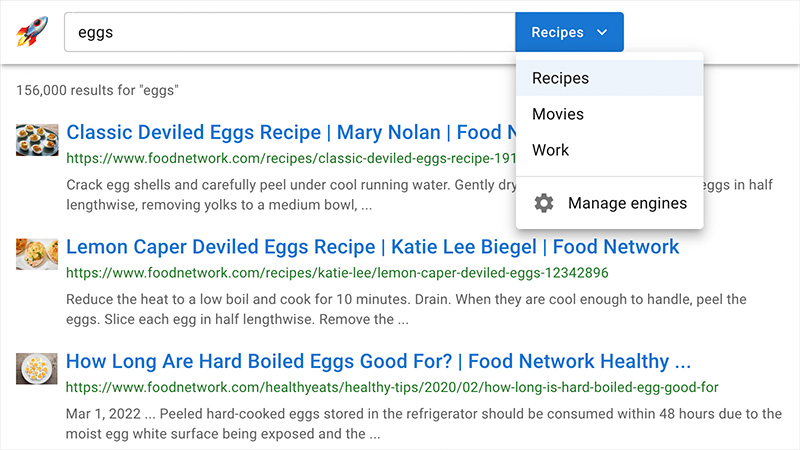 eggs
Recipes
Recipes
Movies
Work
Manage engines
156,000 results for "eggs"
Classic Deviled Eggs Recipe | Mary Nolan | Food N
https://www.foodnetwork.com/recipes/classic-deviled-eggs-recipe-191
Crack egg shells and carefully peel under cool running water. Gently dry eggs in half
lengthwise, removing yolks to a medium bowl, ...
Lemon Caper Deviled Eggs Recipe | Katie Lee Biegel | Food Network
https://www.foodnetwork.com/recipes/katie-lee/lemon-caper-deviled-eggs-12342896
Reduce the heat to a low boil and cook for 10 minutes. Drain. When they are cool enough to handle, peel the
eggs. Slice each egg in half lengthwise. Remove the ...
How Long Are Hard Boiled Eggs Good For? | Food Network Healthy ...
https://www.foodnetwork.com/healthyeats/healthy-tips/2020/02/how-long-is-hard-boiled-egg-good-for
Mar 1, 2022 ... Peeled hard-cooked eggs stored in the refrigerator should be consumed within 48 hours due to the
moist egg white surface being exposed and the ...